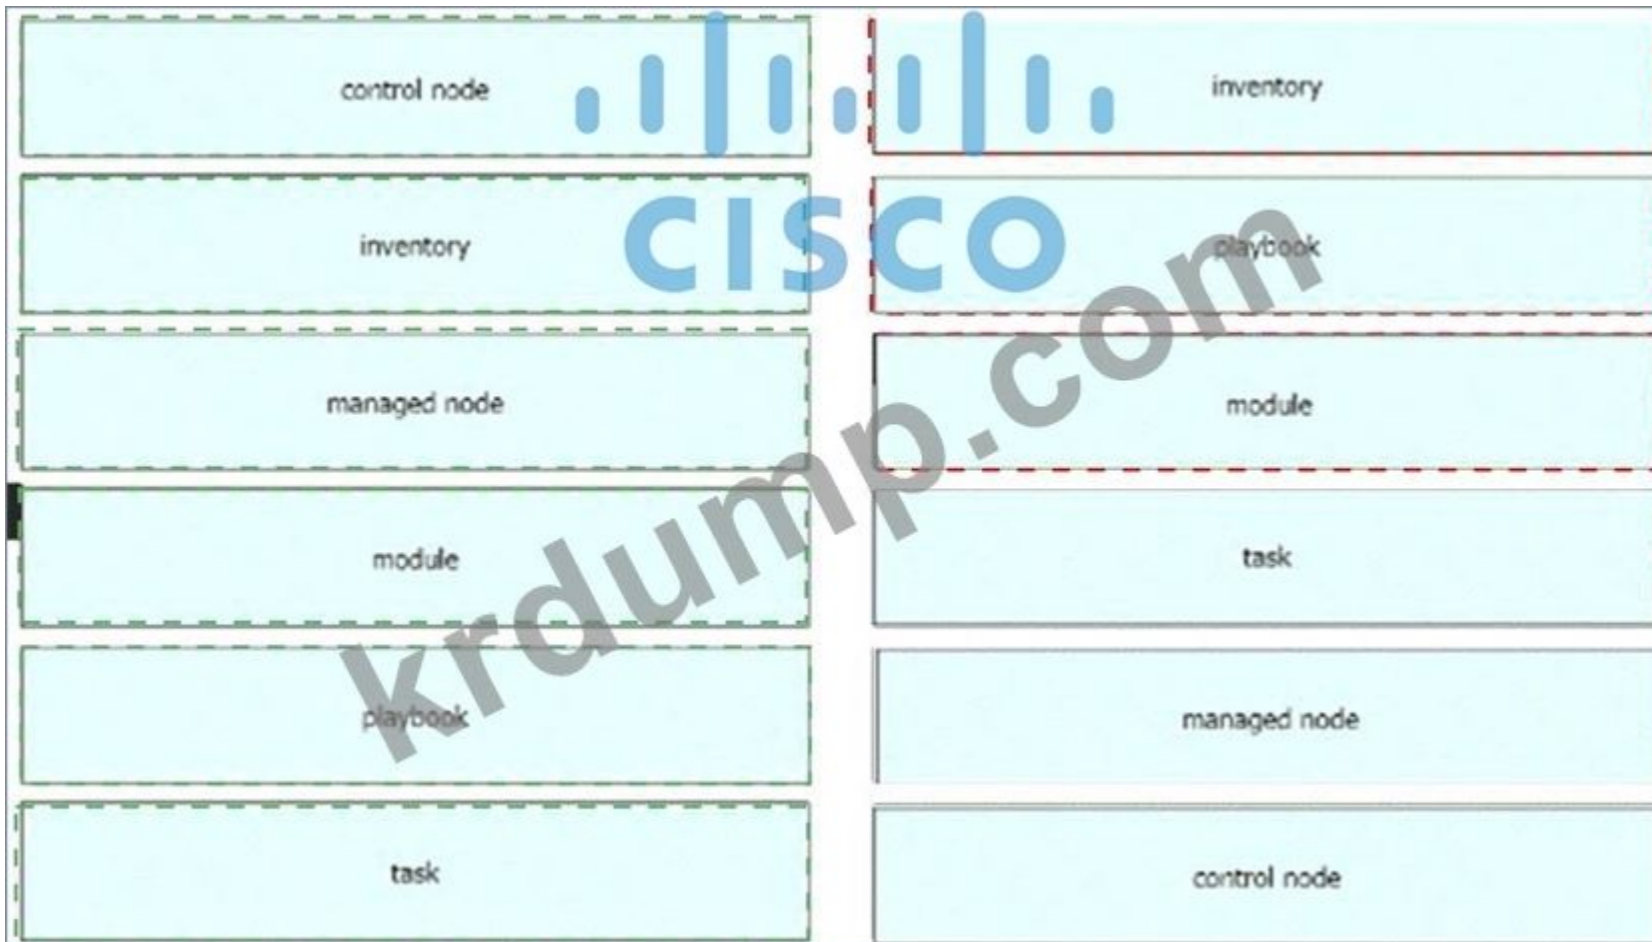 control node
inventory
CISCO
inventory
playbook
managed node
module
module
task
playbook
managed node
task
control node
krdump.com